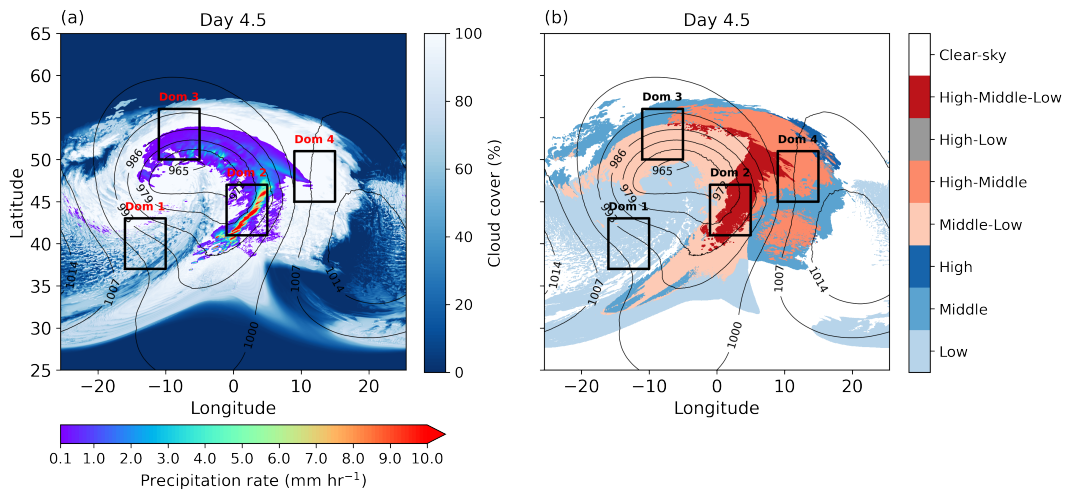 (a)
Day 4.5
65
60
55
50
45
40
35
30
25
Latitude
Dom 3
Dom 4
Dom 2
Dom 1
986
965
979
1014
1007
1000
1007
1014
−20
−10
0
10
20
Longitude
100
80
60
40
20
0
Cloud cover (%)
0.1 1.0 2.0 3.0 4.0 5.0 6.0 7.0 8.0 9.0 10.0
Precipitation rate (mm hr⁻¹)
(b)
Day 4.5
Dom 3
Dom 4
Dom 2
Dom 1
986
965
979
1014
1007
1000
1007
1014
−20
−10
0
10
20
Longitude
Clear-sky
High-Middle-Low
High-Low
High-Middle
Middle-Low
High
Middle
Low